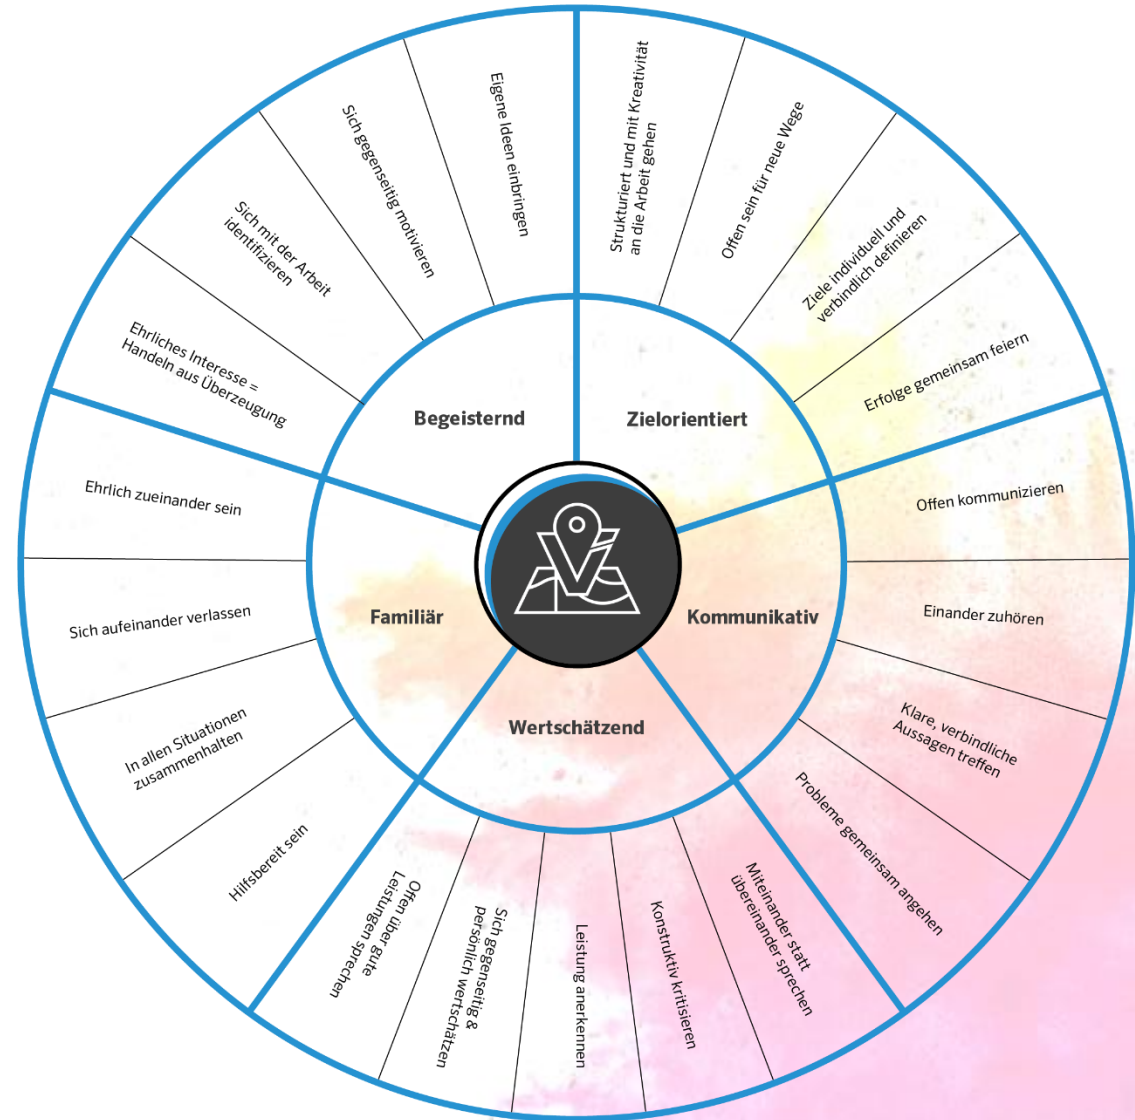 Begeisternd
Eigene Ideen einbringen
Sich gegenseitig motivieren
Sich mit der Arbeit
identifizieren
Ehrliches Interesse =
Handeln aus Überzeugung
Zielorientiert
Strukturiert und mit Kreativität
an die Arbeit gehen
Offen sein für neue Wege
Ziele individuell und
verbindlich definieren
Erfolge gemeinsam feiern
Kommunikativ
Offen kommunizieren
Einander zuhören
Klare, verbindliche
Aussagen treffen
Probleme gemeinsam angehen
Wertschätzend
Miteinander statt
übereinander sprechen
Konstruktiv kritisieren
Leistung anerkennen
Sich gegenseitig &
persönlich wertschätzen
Offen über gute
Leistungen sprechen
Familiär
Hilfsbereit sein
In allen Situationen
zusammenhalten
Sich aufeinander verlassen
Ehrlich zueinander sein